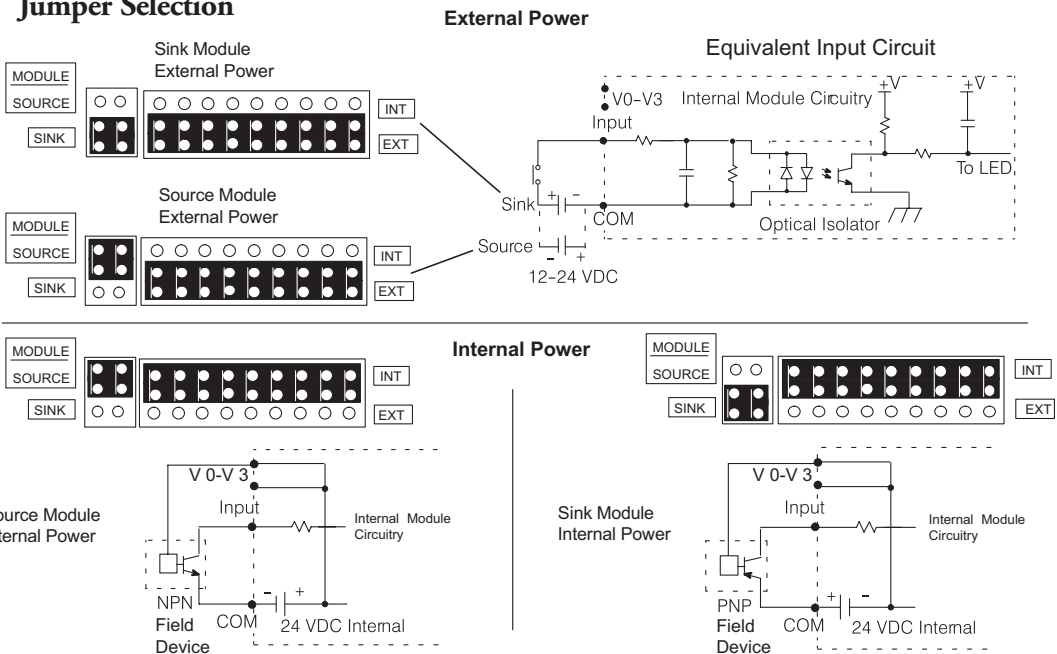 Jumper Selection
External Power
Sink Module
External Power
MODULE
SOURCE
SINK
INT
EXT
Source Module
External Power
MODULE
SOURCE
SINK
INT
EXT
Equivalent Input Circuit
V0-V3
Internal Module Circuitry
+V
+V
Input
To LED
Sink
+ -
COM
Optical Isolator
Source
- +
12-24 VDC
Internal Power
MODULE
SOURCE
SINK
INT
EXT
V 0-V 3
Input
Internal Module
Circuitry
ource Module
ternal Power
- +
NPN
Field
Device
COM
24 VDC Internal
MODULE
SOURCE
SINK
INT
EXT
V 0-V 3
Input
Internal Module
Circuitry
Sink Module
Internal Power
+ -
PNP
Field
Device
COM
24 VDC Internal